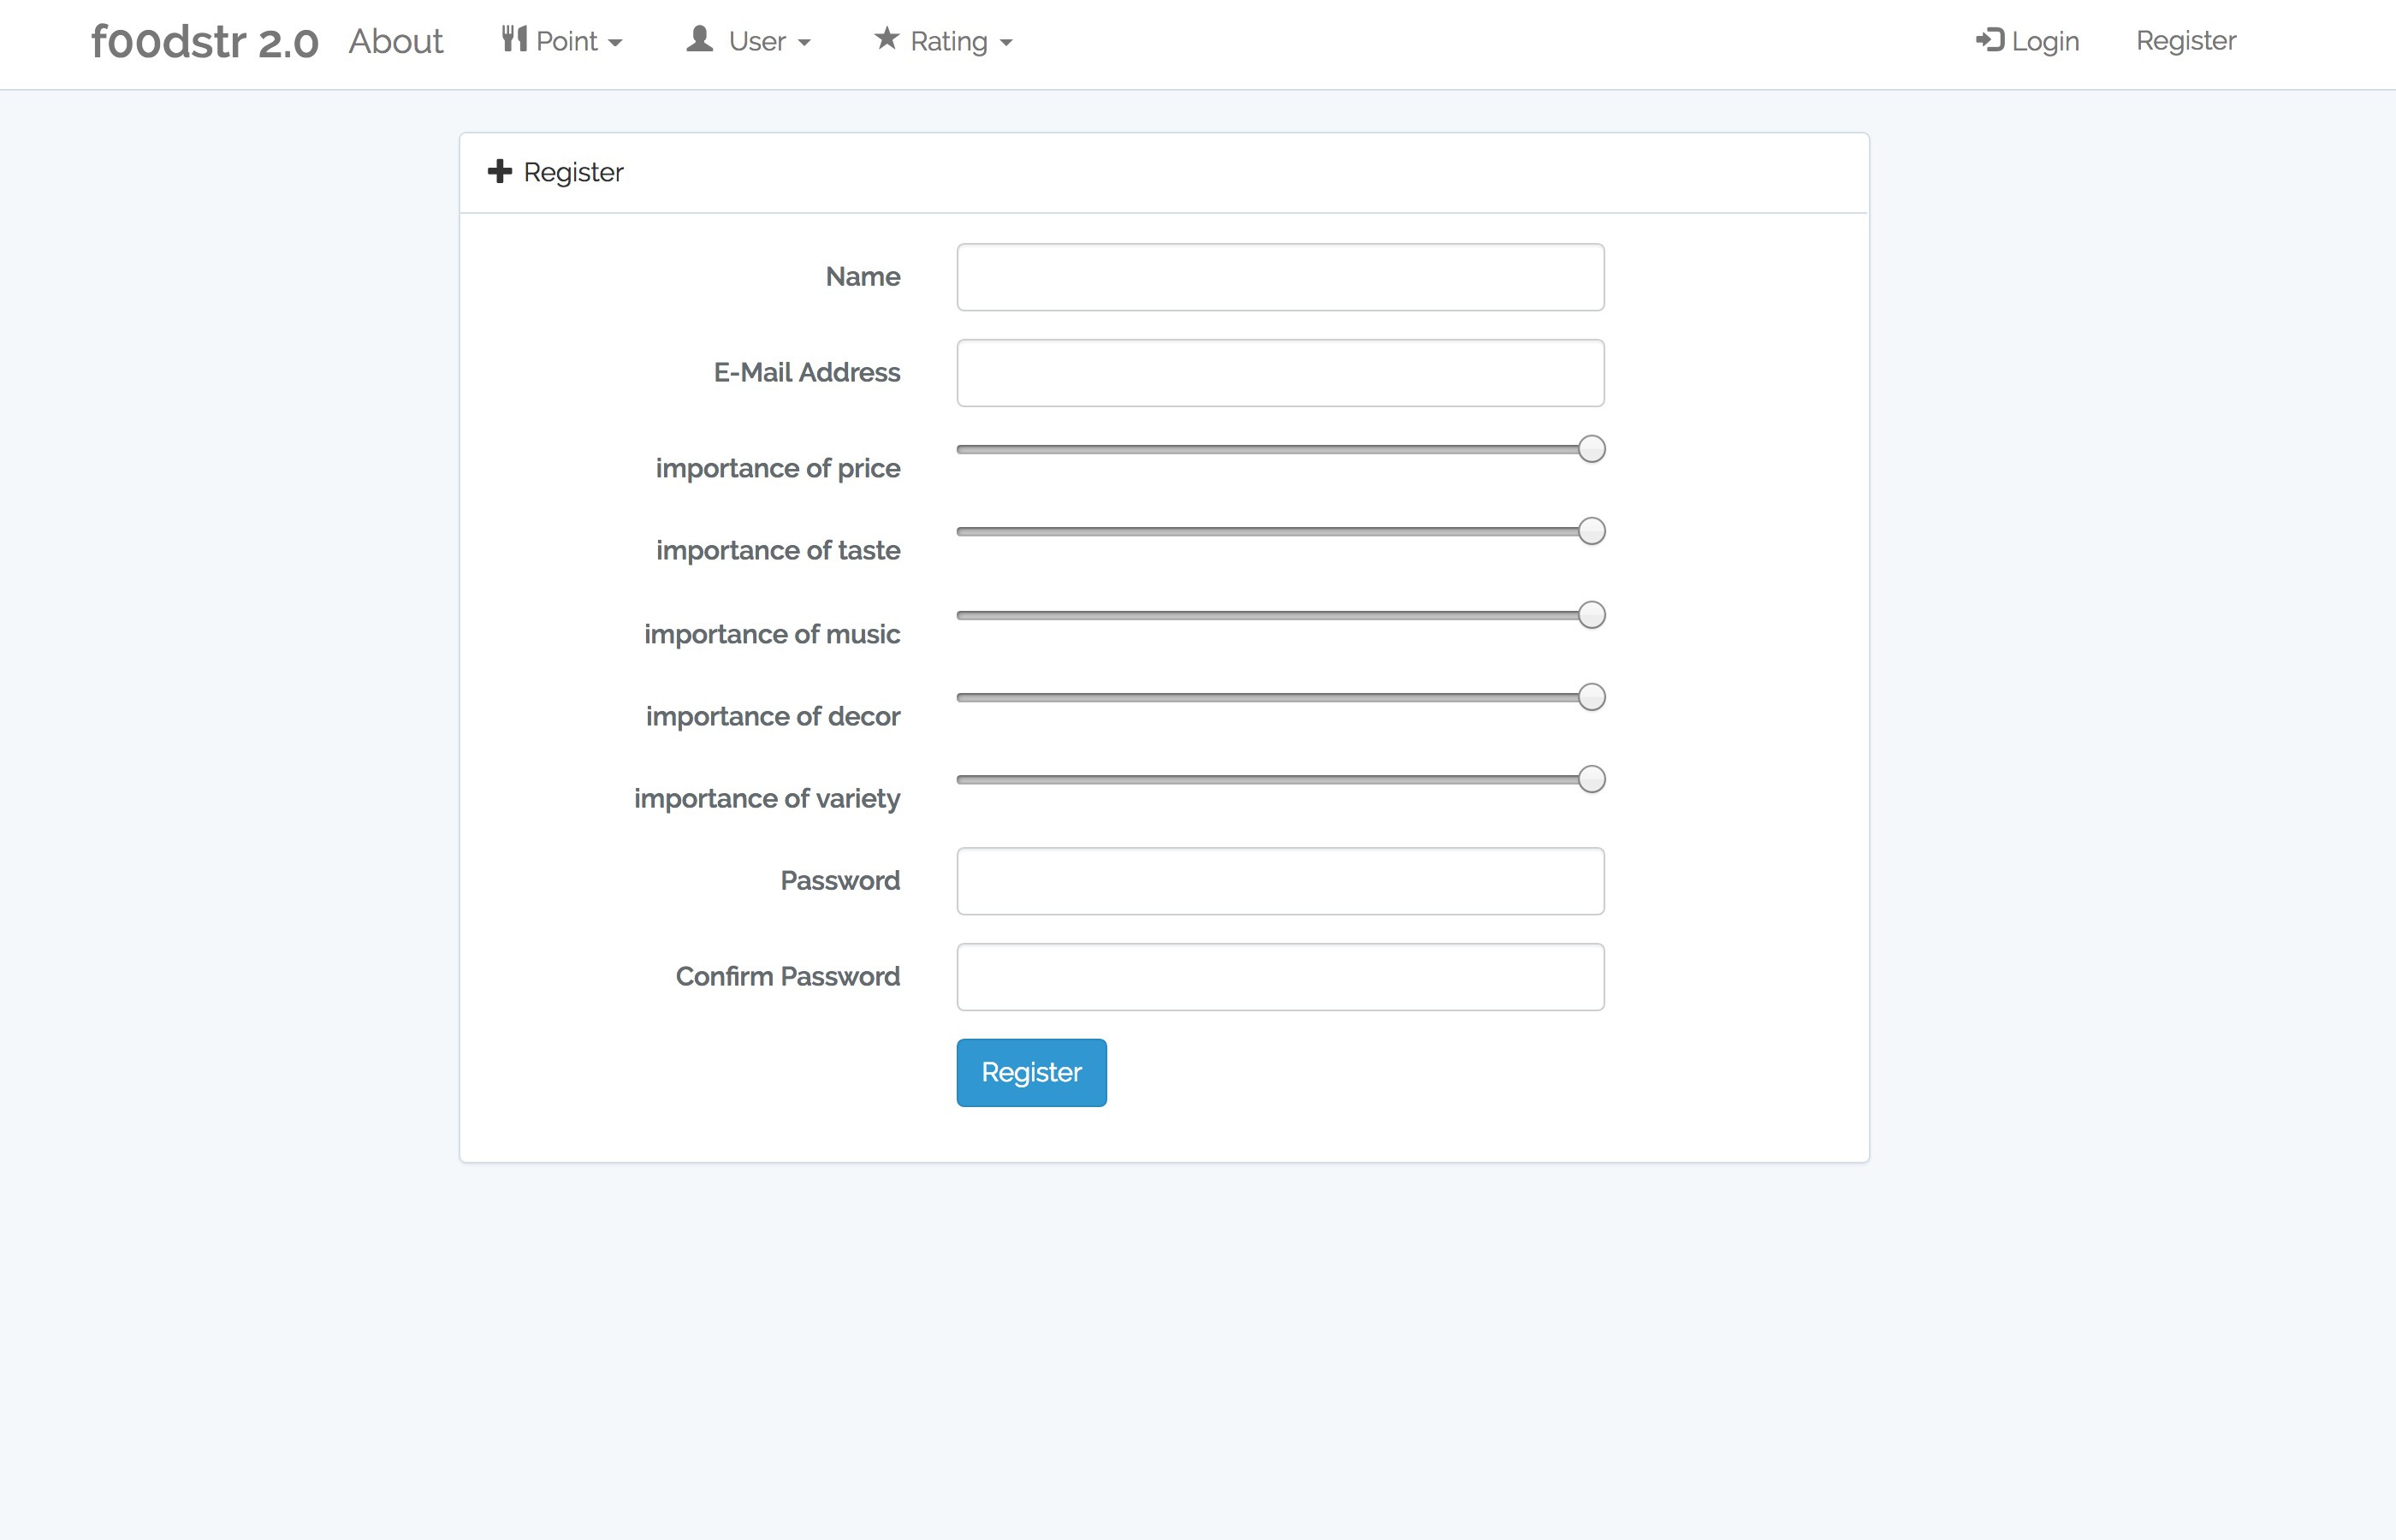 foodstr 2.0 About Point User Rating Login Register
Register
Name
E-Mail Address
importance of price
importance of taste
importance of music
importance of decor
importance of variety
Password
Confirm Password
Register